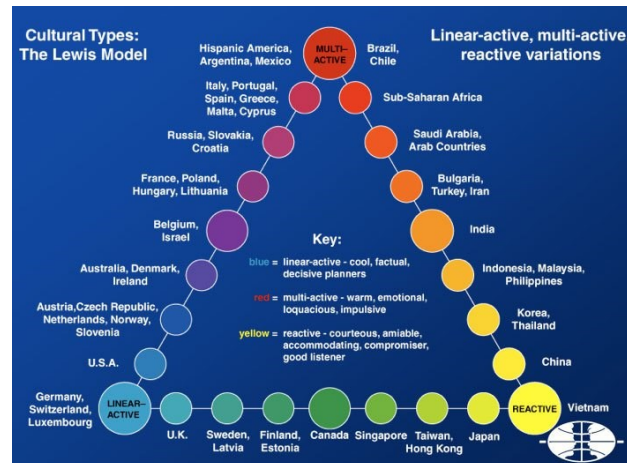 Cultural Types:
The Lewis Model
Linear-active, multi-active,
reactive variations
Hispanic America,
Argentina, Mexico
MULTI-
ACTIVE
Brazil,
Chile
Italy, Portugal,
Spain, Greece,
Malta, Cyprus
Sub-Saharan Africa
Russia, Slovakia,
Croatia
Saudi Arabia,
Arab Countries
France, Poland,
Hungary, Lithuania
Bulgaria,
Turkey, Iran
Belgium,
Israel
India
Key:
blue = linear-active - cool, factual,
decisive planners
red = multi-active - warm, emotional,
loquacious, impulsive
yellow = reactive - courteous, amiable,
accommodating, compromiser,
good listener
Australia, Denmark,
Ireland
Indonesia, Malaysia,
Philippines
Austria,Czech Republic,
Netherlands, Norway,
Slovenia
Korea,
Thailand
U.S.A.
China
Germany,
Switzerland,
Luxembourg
LINEAR-
ACTIVE
U.K.
Sweden,
Latvia
Finland,
Estonia
Canada
Singapore
Taiwan,
Hong Kong
Japan
REACTIVE
Vietnam